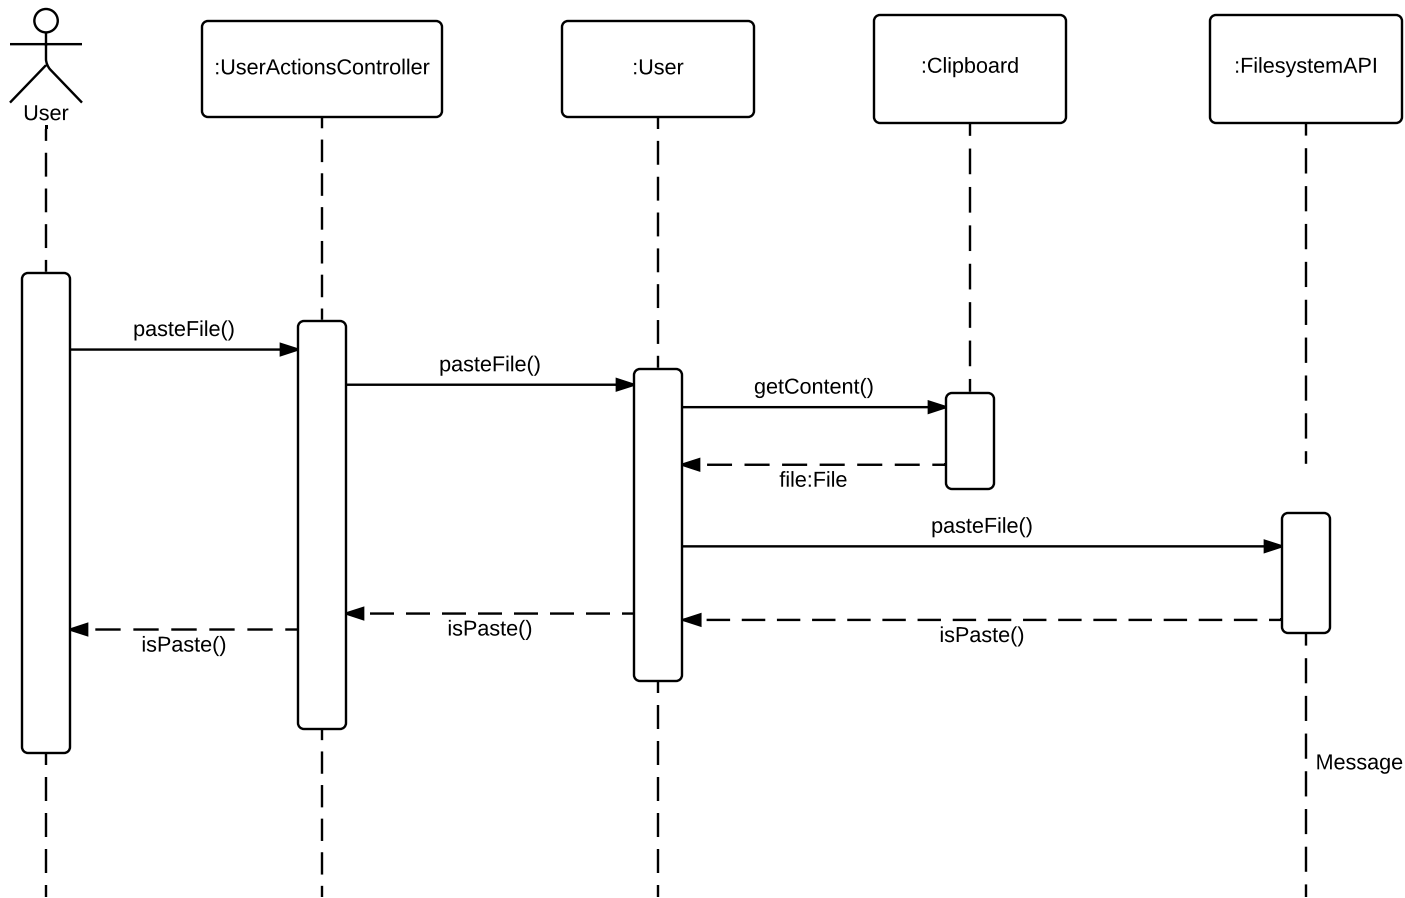 User
:UserActionsController
:User
:Clipboard
:FilesystemAPI
pasteFile()
pasteFile()
getContent()
file:File
pasteFile()
isPaste()
isPaste()
isPaste()
Message